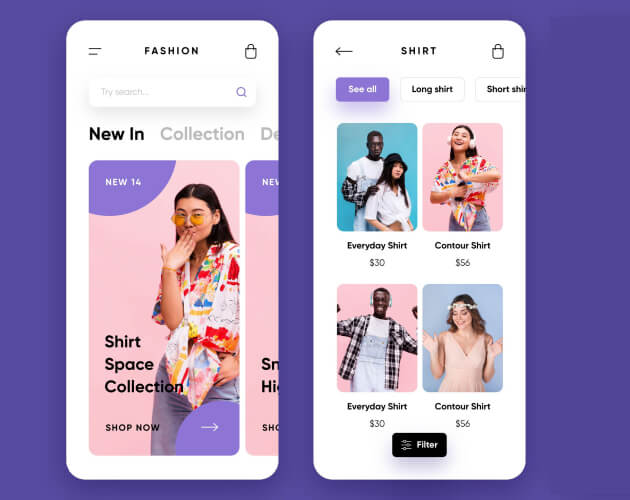 FASHION
Try search...
New In Collection De
NEW 14
NEV
Shirt
Space
Collection
Sn
Hi
SHOP NOW
SHO
SHIRT
See all
Long shirt
Short shir
Everyday Shirt
$30
Contour Shirt
$56
Everyday Shirt
$30
Contour Shirt
$56
Filter